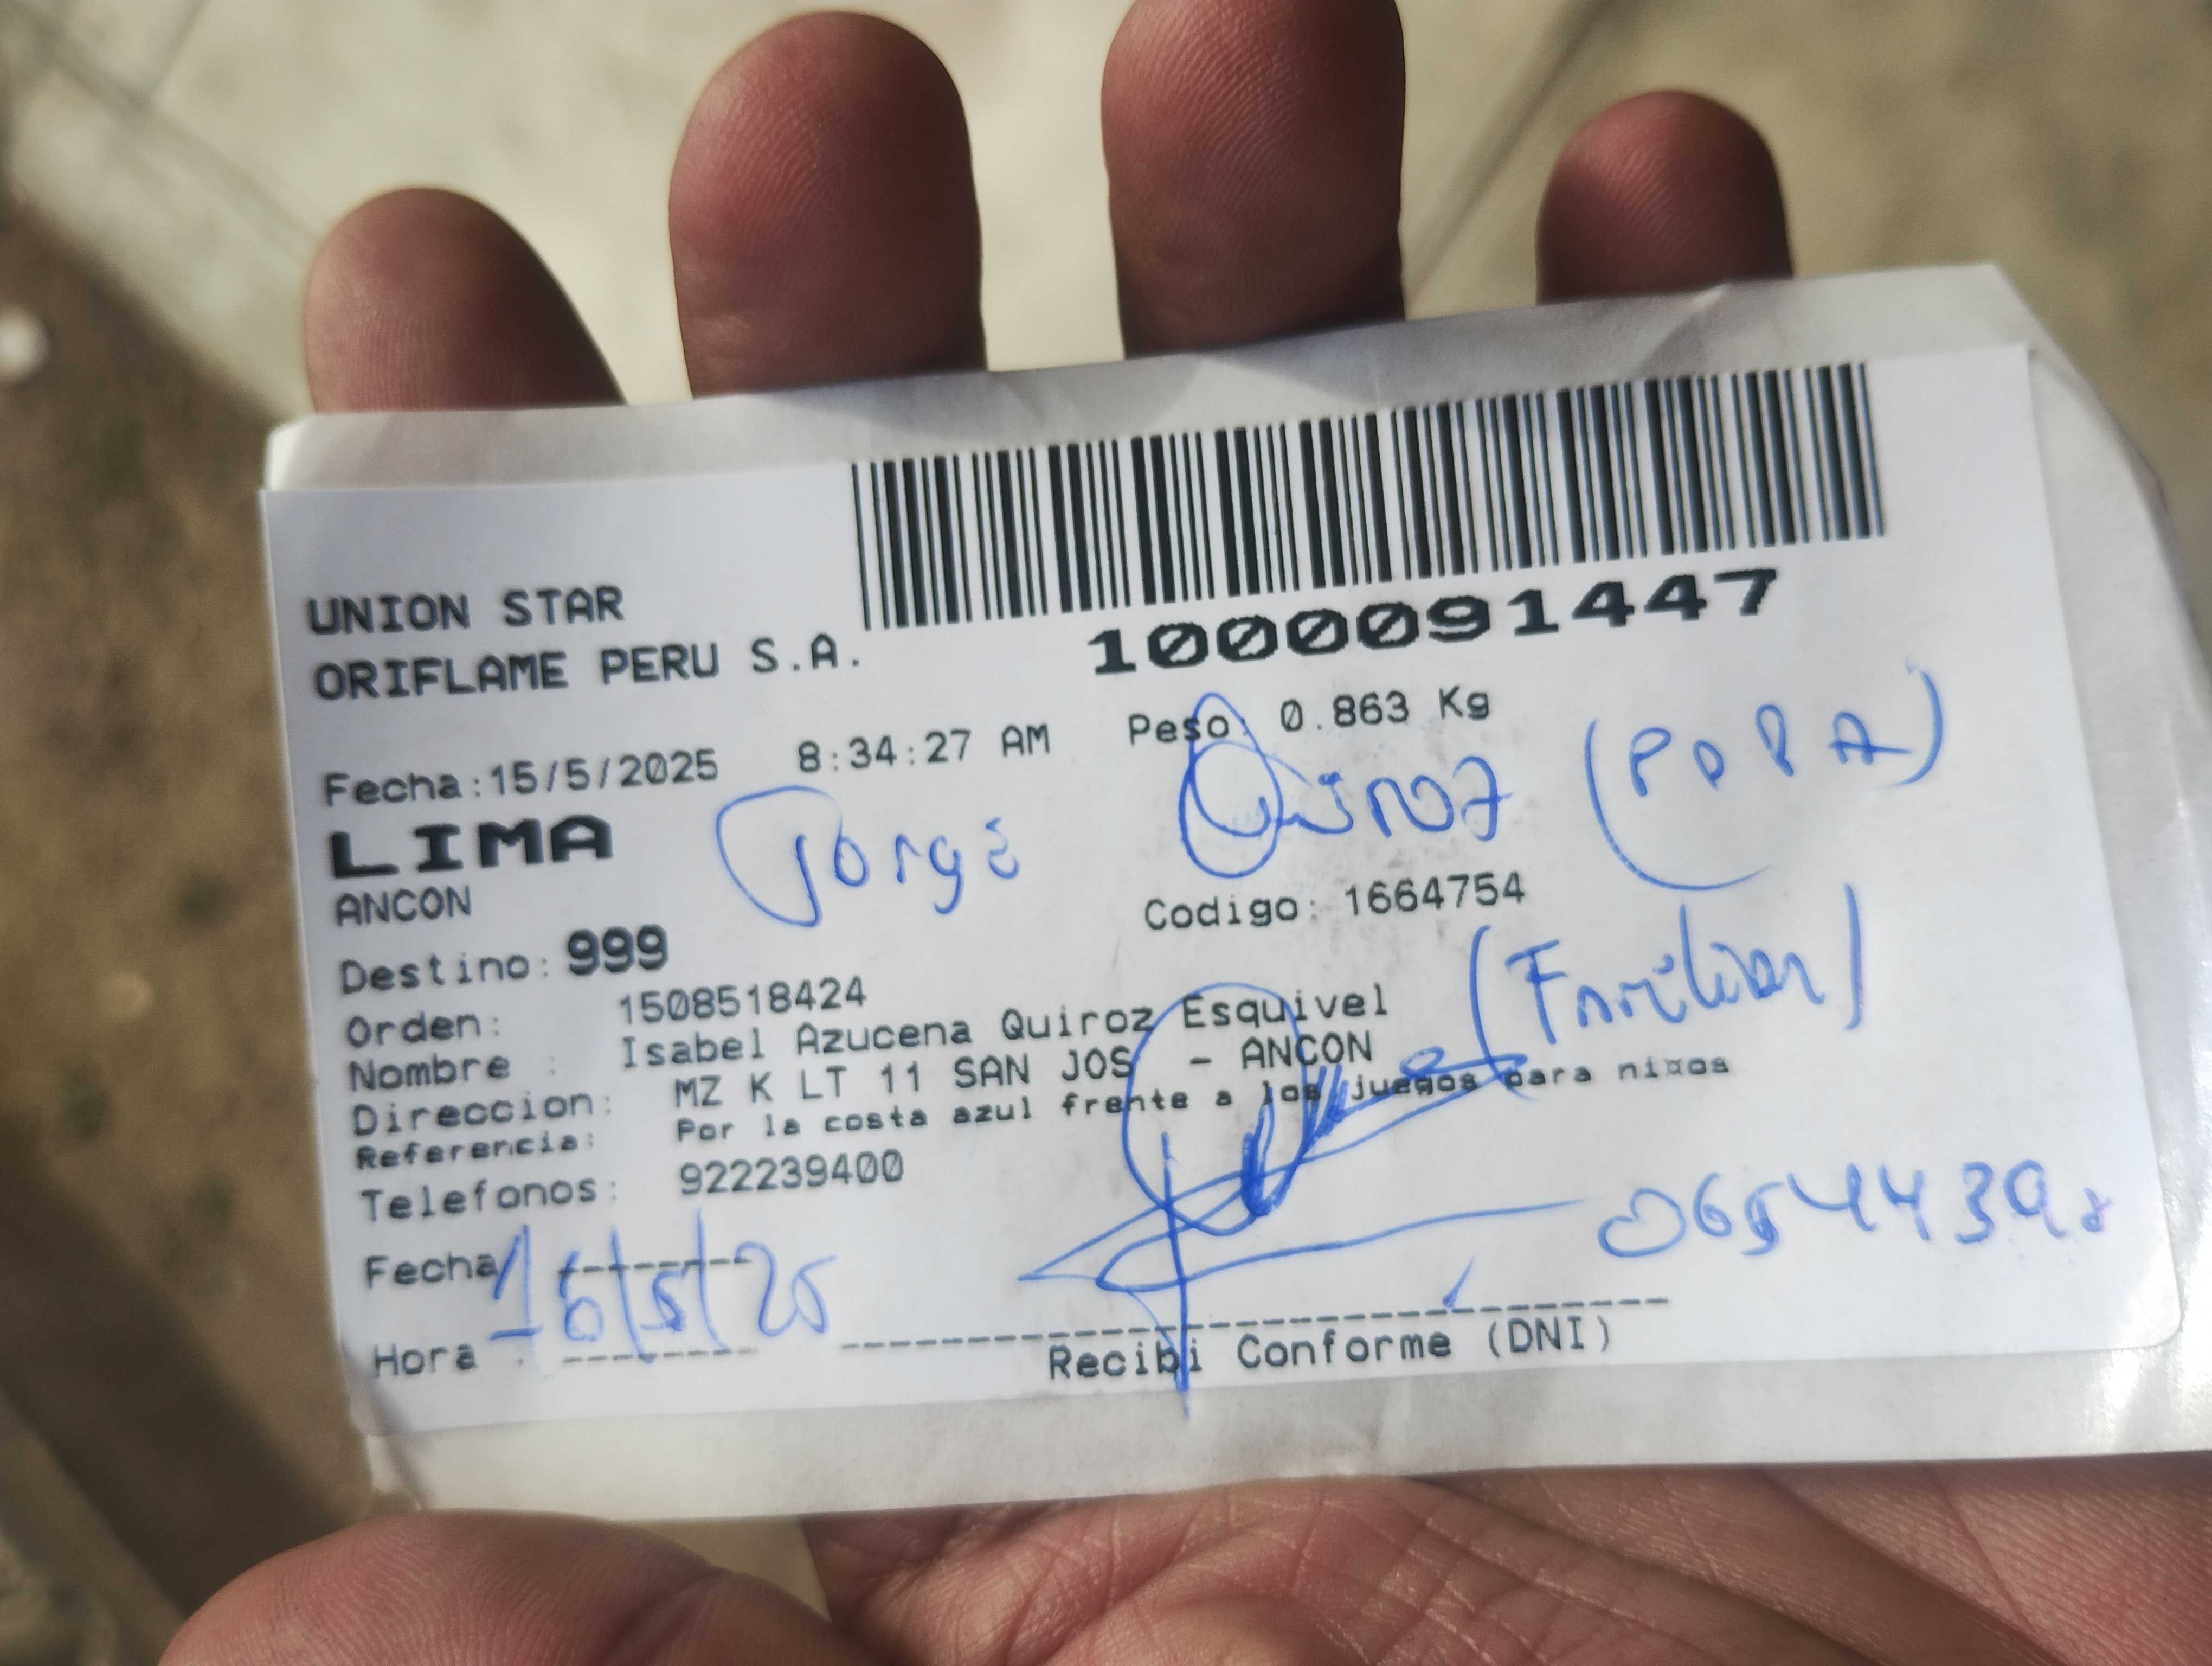 1000091447
UNION STAR
ORIFLAME PERU S.A.
Fecha:15/5/2025 8:34:27 AM Peso: 0.863 Kg
LIMA
Jorge Quiroz (PAPA)
ANCON
Codigo: 1664754
Destino: 999
(Familiar)
Orden: 1508518424
Nombre : Isabel Azucena Quiroz Esquivel
Direccion: MZ K LT 11 SAN JOS - ANCON
Referencia: Por la costa azul frente a los juegos para nixos
Telefonos: 922239400
Fecha 16/5/25
Hora :
Recibi Conforme (DNI)